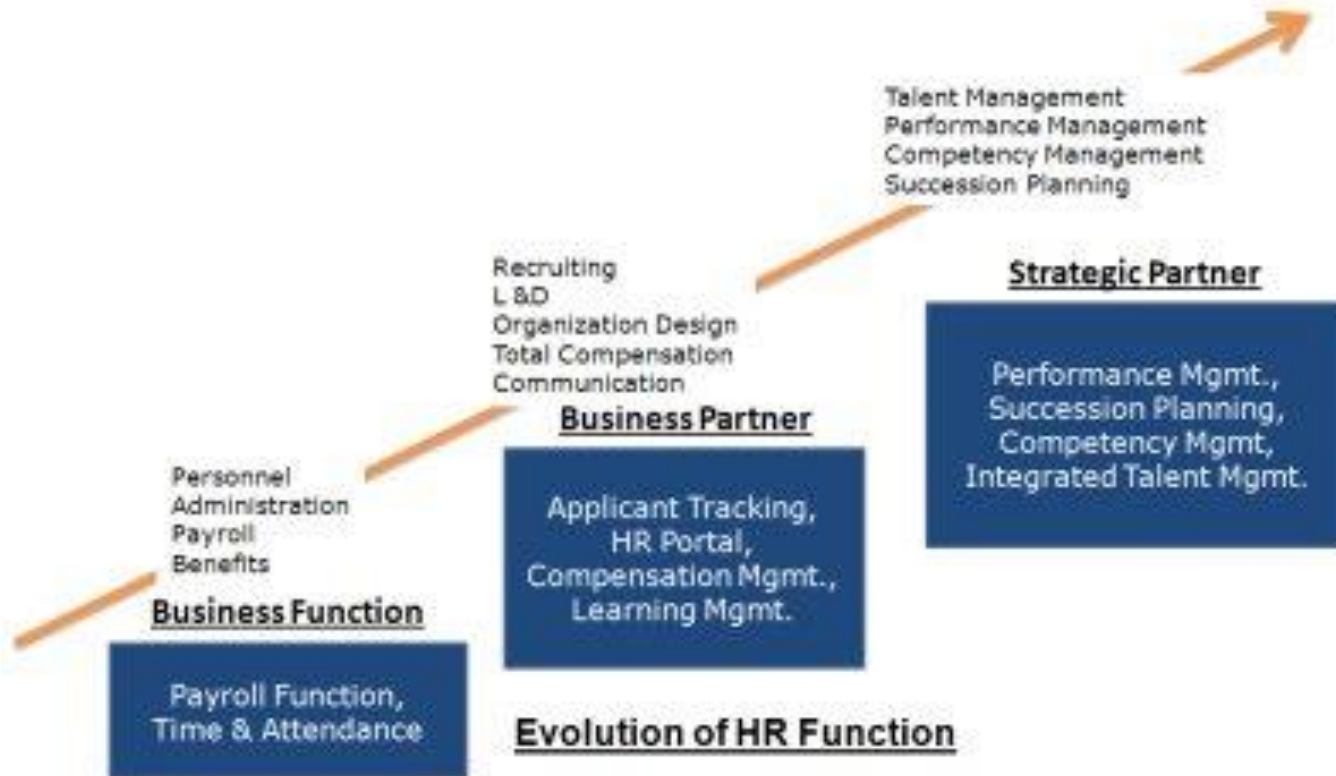 Talent Management
Performance Management
Competency Management
Succession Planning
Strategic Partner
Performance Mgmt.,
Succession Planning,
Competency Mgmt,
Integrated Talent Mgmt.
Recruiting
L &D
Organization Design
Total Compensation
Communication
Business Partner
Applicant Tracking,
HR Portal,
Compensation Mgmt.,
Learning Mgmt.
Personnel
Administration
Payroll
Benefits
Business Function
Payroll Function,
Time & Attendance
Evolution of HR Function